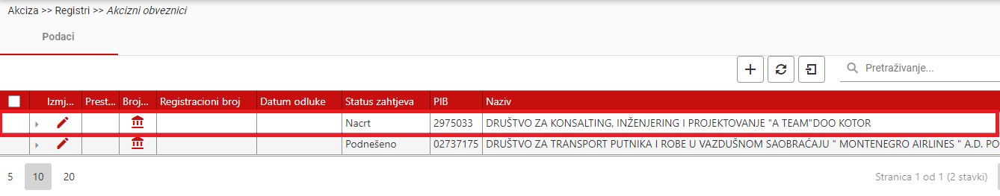 Akciza >> Registri >> Akcizni obveznici
Podaci
Pretraživanje...
Izmj... Prest... Broj... Registracioni broj Datum odluke Status zahtjeva PIB Naziv
Nacrt 2975033 DRUŠTVO ZA KONSALTING, INŽENJERING I PROJEKTOVANJE "A TEAM"DOO KOTOR
Podnešeno 02737175 DRUŠTVO ZA TRANSPORT PUTNIKA I ROBE U VAZDUŠNOM SAOBRAĆAJU " MONTENEGRO AIRLINES " A.D. PO
5 10 20 Stranica 1 od 1 (2 stavki)